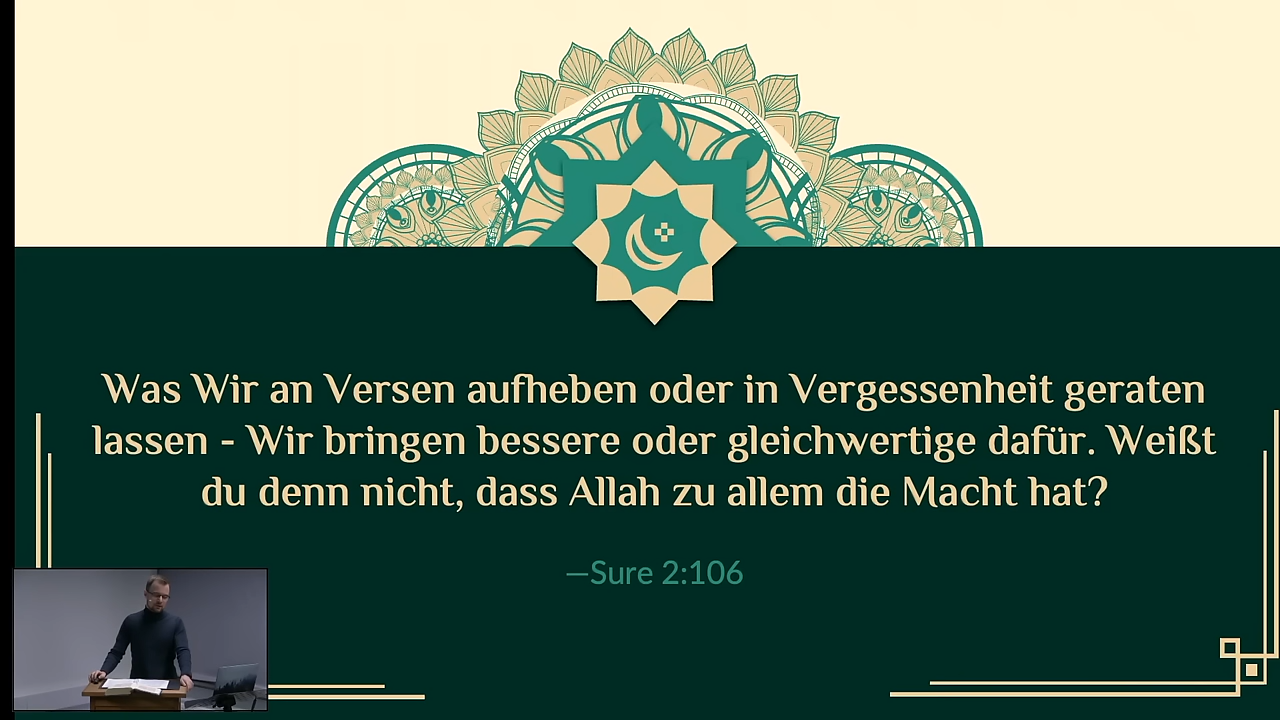 Was Wir an Versen aufheben oder in Vergessenheit geraten
lassen - Wir bringen bessere oder gleichwertige dafür. Weißt
du denn nicht, dass Allah zu allem die Macht hat?
—Sure 2:106